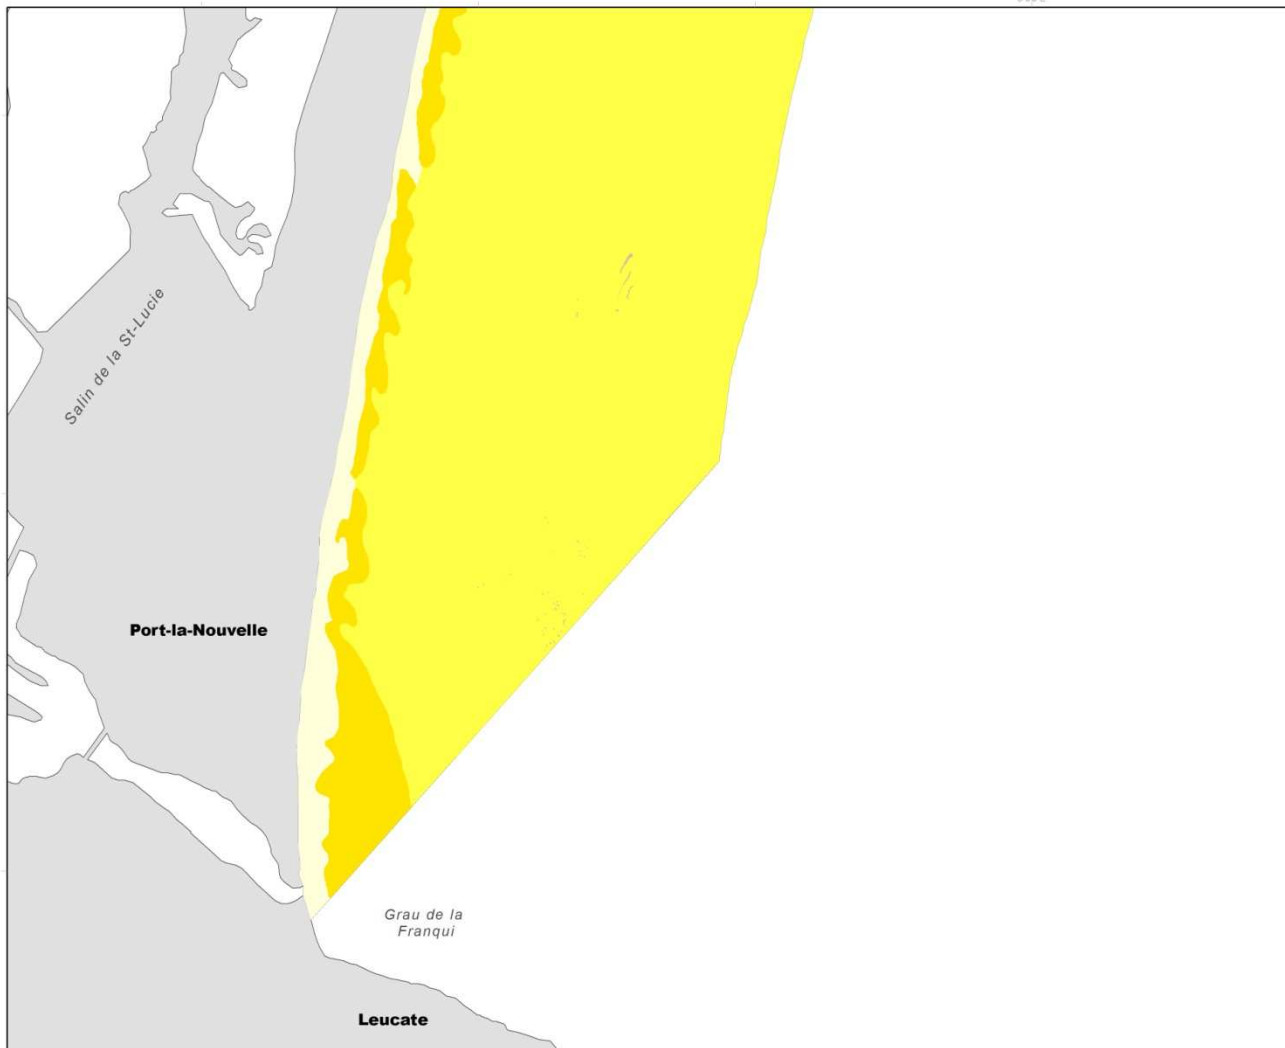 Salin de la St-Lucie
Port-la-Nouvelle
Grau de la
Franqui
Leucate